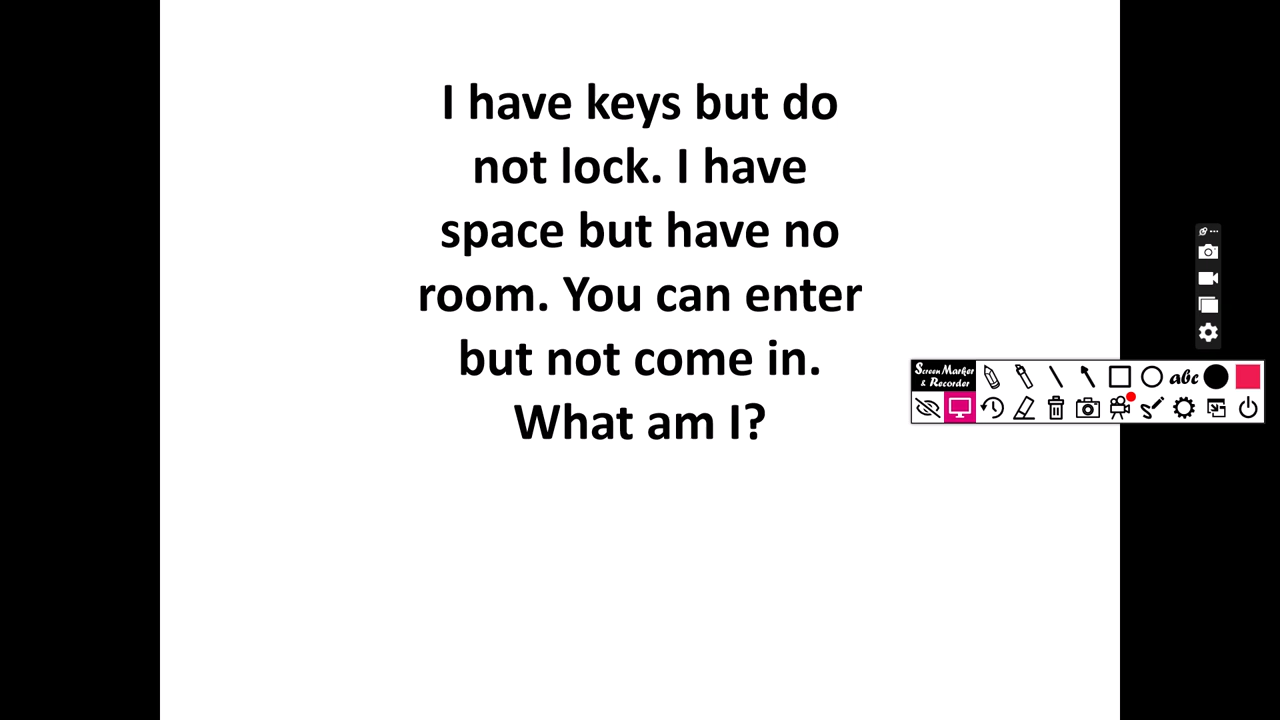 I have keys but do
not lock. I have
space but have no
room. You can enter
but not come in.
What am I?
Screen Marker
& Recorder
abc